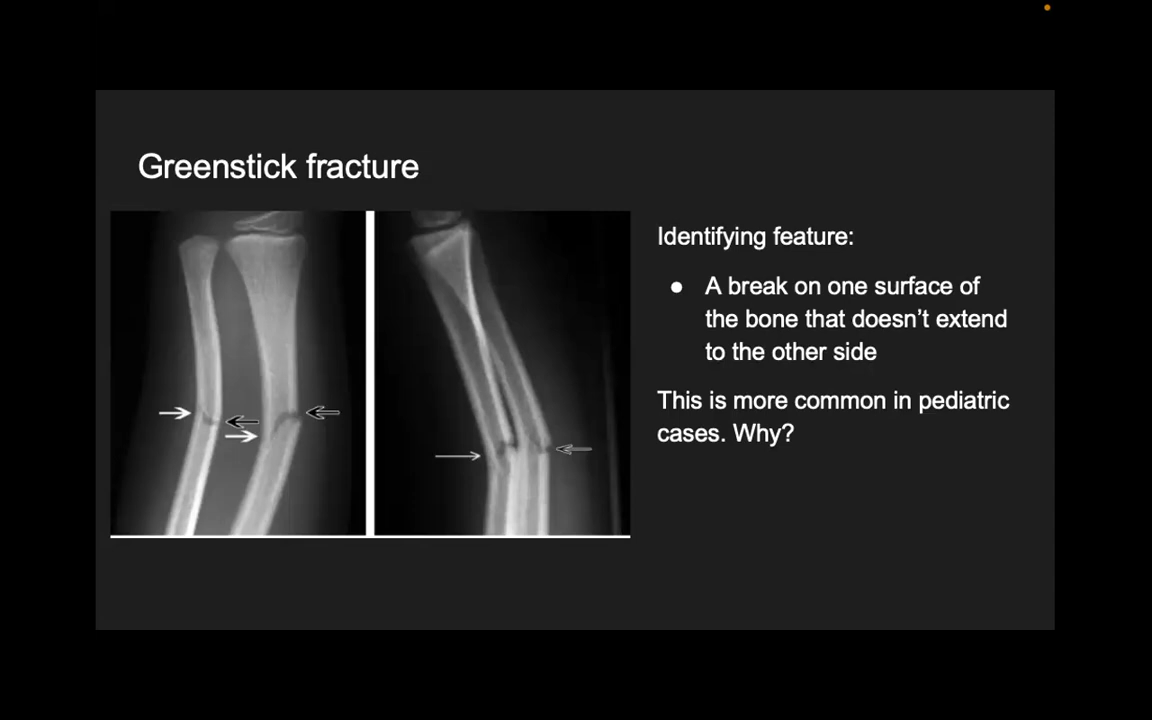 Greenstick fracture
Identifying feature:
● A break on one surface of
the bone that doesn’t extend
to the other side
This is more common in pediatric
cases. Why?